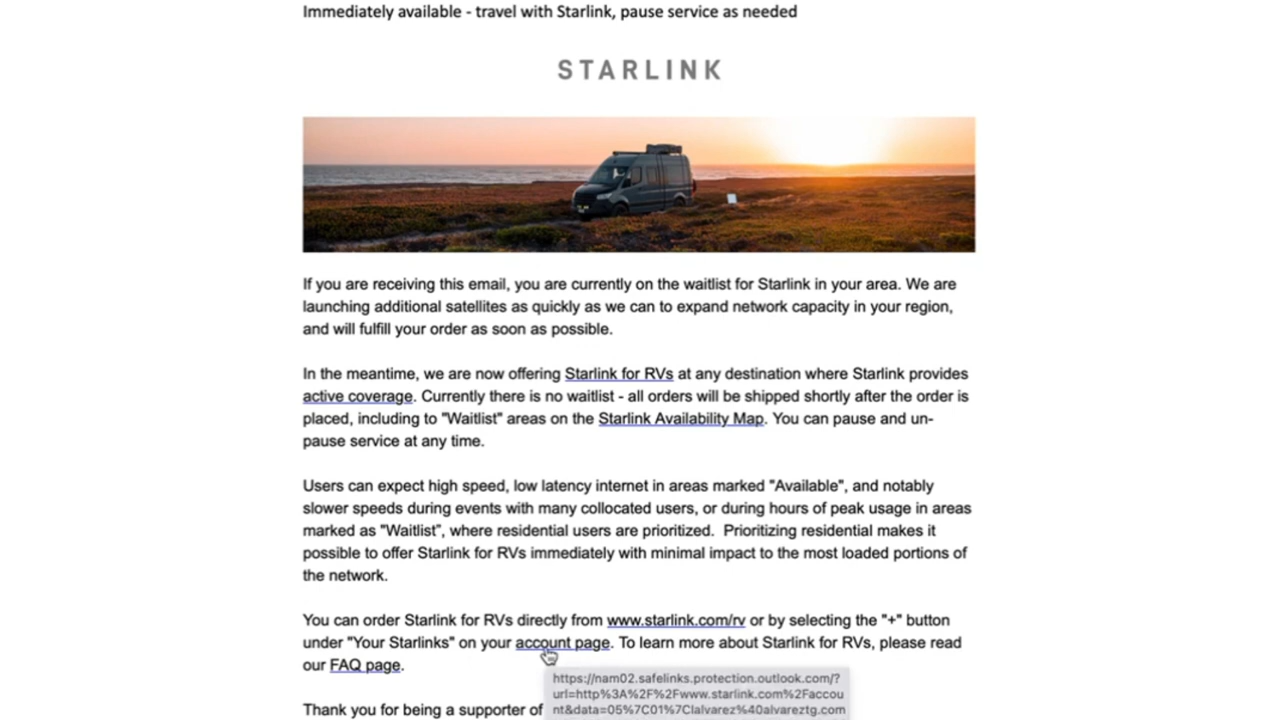 Immediately available - travel with Starlink, pause service as needed
STARLINK
If you are receiving this email, you are currently on the waitlist for Starlink in your area. We are
launching additional satellites as quickly as we can to expand network capacity in your region,
and will fulfill your order as soon as possible.
In the meantime, we are now offering Starlink for RVs at any destination where Starlink provides
active coverage. Currently there is no waitlist - all orders will be shipped shortly after the order is
placed, including to "Waitlist" areas on the Starlink Availability Map. You can pause and un-
pause service at any time.
Users can expect high speed, low latency internet in areas marked "Available", and notably
slower speeds during events with many collocated users, or during hours of peak usage in areas
marked as "Waitlist", where residential users are prioritized.  Prioritizing residential makes it
possible to offer Starlink for RVs immediately with minimal impact to the most loaded portions of
the network.
You can order Starlink for RVs directly from www.starlink.com/rv or by selecting the "+" button
under "Your Starlinks" on your account page. To learn more about Starlink for RVs, please read
our FAQ page.
Thank you for being a supporter of
https://nam02.safelinks.protection.outlook.com/?
url=http%3A%2F%2Fwww.starlink.com%2Faccou
nt&data=05%7C01%7Clalvarez%40alvareztg.com